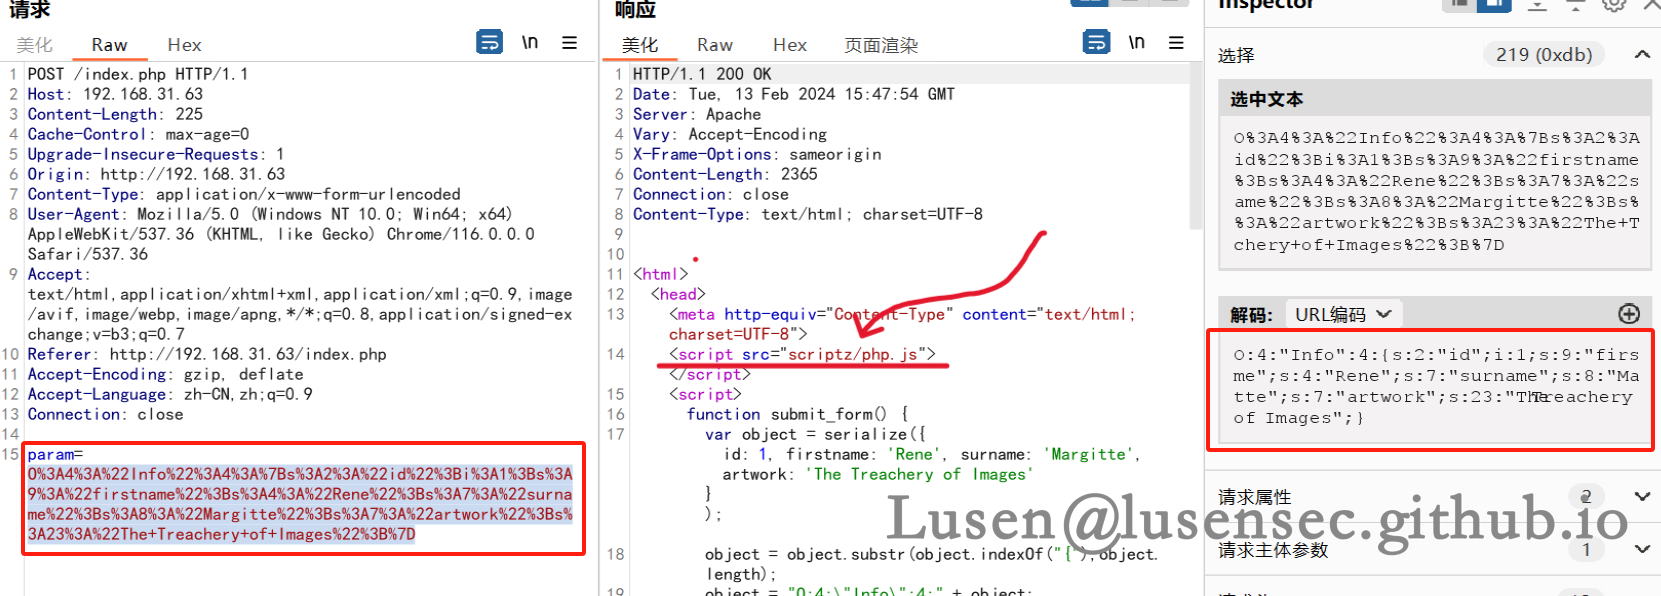 请求
美化 Raw Hex \n
1 POST /index.php HTTP/1.1
2 Host: 192.168.31.63
3 Content-Length: 225
4 Cache-Control: max-age=0
5 Upgrade-Insecure-Requests: 1
6 Origin: http://192.168.31.63
7 Content-Type: application/x-www-form-urlencoded
8 User-Agent: Mozilla/5.0 (Windows NT 10.0; Win64; x64)
AppleWebKit/537.36 (KHTML, like Gecko) Chrome/116.0.0.0
Safari/537.36
9 Accept:
text/html,application/xhtml+xml,application/xml;q=0.9,image
/avif,image/webp,image/apng,*/*;q=0.8,application/signed-ex
change;v=b3;q=0.7
10 Referer: http://192.168.31.63/index.php
11 Accept-Encoding: gzip, deflate
12 Accept-Language: zh-CN,zh;q=0.9
13 Connection: close
14
15 param=
O%3A4%3A%22Info%22%3A4%3A%7Bs%3A2%3A%22id%22%3Bi%3A1%3Bs%3A
9%3A%22firstname%22%3Bs%3A4%3A%22Rene%22%3Bs%3A7%3A%22surna
me%22%3Bs%3A8%3A%22Margitte%22%3Bs%3A7%3A%22artwork%22%3Bs%
3A23%3A%22The+Treachery+of+Images%22%3B%7D
响应
美化 Raw Hex 页面渲染 \n
1 HTTP/1.1 200 OK
2 Date: Tue, 13 Feb 2024 15:47:54 GMT
3 Server: Apache
4 Vary: Accept-Encoding
5 X-Frame-Options: sameorigin
6 Content-Length: 2365
7 Connection: close
8 Content-Type: text/html; charset=UTF-8
9
10
11 <html>
12 <head>
13 <meta http-equiv="Content-Type" content="text/html;
charset=UTF-8">
14 <script src="scriptz/php.js">
</script>
15 <script>
16 function submit_form() {
17 var object = serialize({
id: 1, firstname: 'Rene', surname: 'Margitte',
artwork: 'The Treachery of Images'
}
);
18 object = object.substr(object.indexOf("{"),object.
length);
19 object = "O:4:\"Info\":4:" + object;
Inspector
选择 219 (0xdb)
选中文本
O%3A4%3A%22Info%22%3A4%3A%7Bs%3A2%3A
id%22%3Bi%3A1%3Bs%3A9%3A%22firstname
%3Bs%3A4%3A%22Rene%22%3Bs%3A7%3A%22s
ame%22%3Bs%3A8%3A%22Margitte%22%3Bs%
%3A%22artwork%22%3Bs%3A23%3A%22The+T
chery+of+Images%22%3B%7D
解码: URL编码
O:4:"Info":4:{s:2:"id";i:1;s:9:"firs
me";s:4:"Rene";s:7:"surname";s:8:"Ma
tte";s:7:"artwork";s:23:"The Treachery
of Images";}
请求属性 2
请求主体参数 1
Lusen@lusensec.github.io